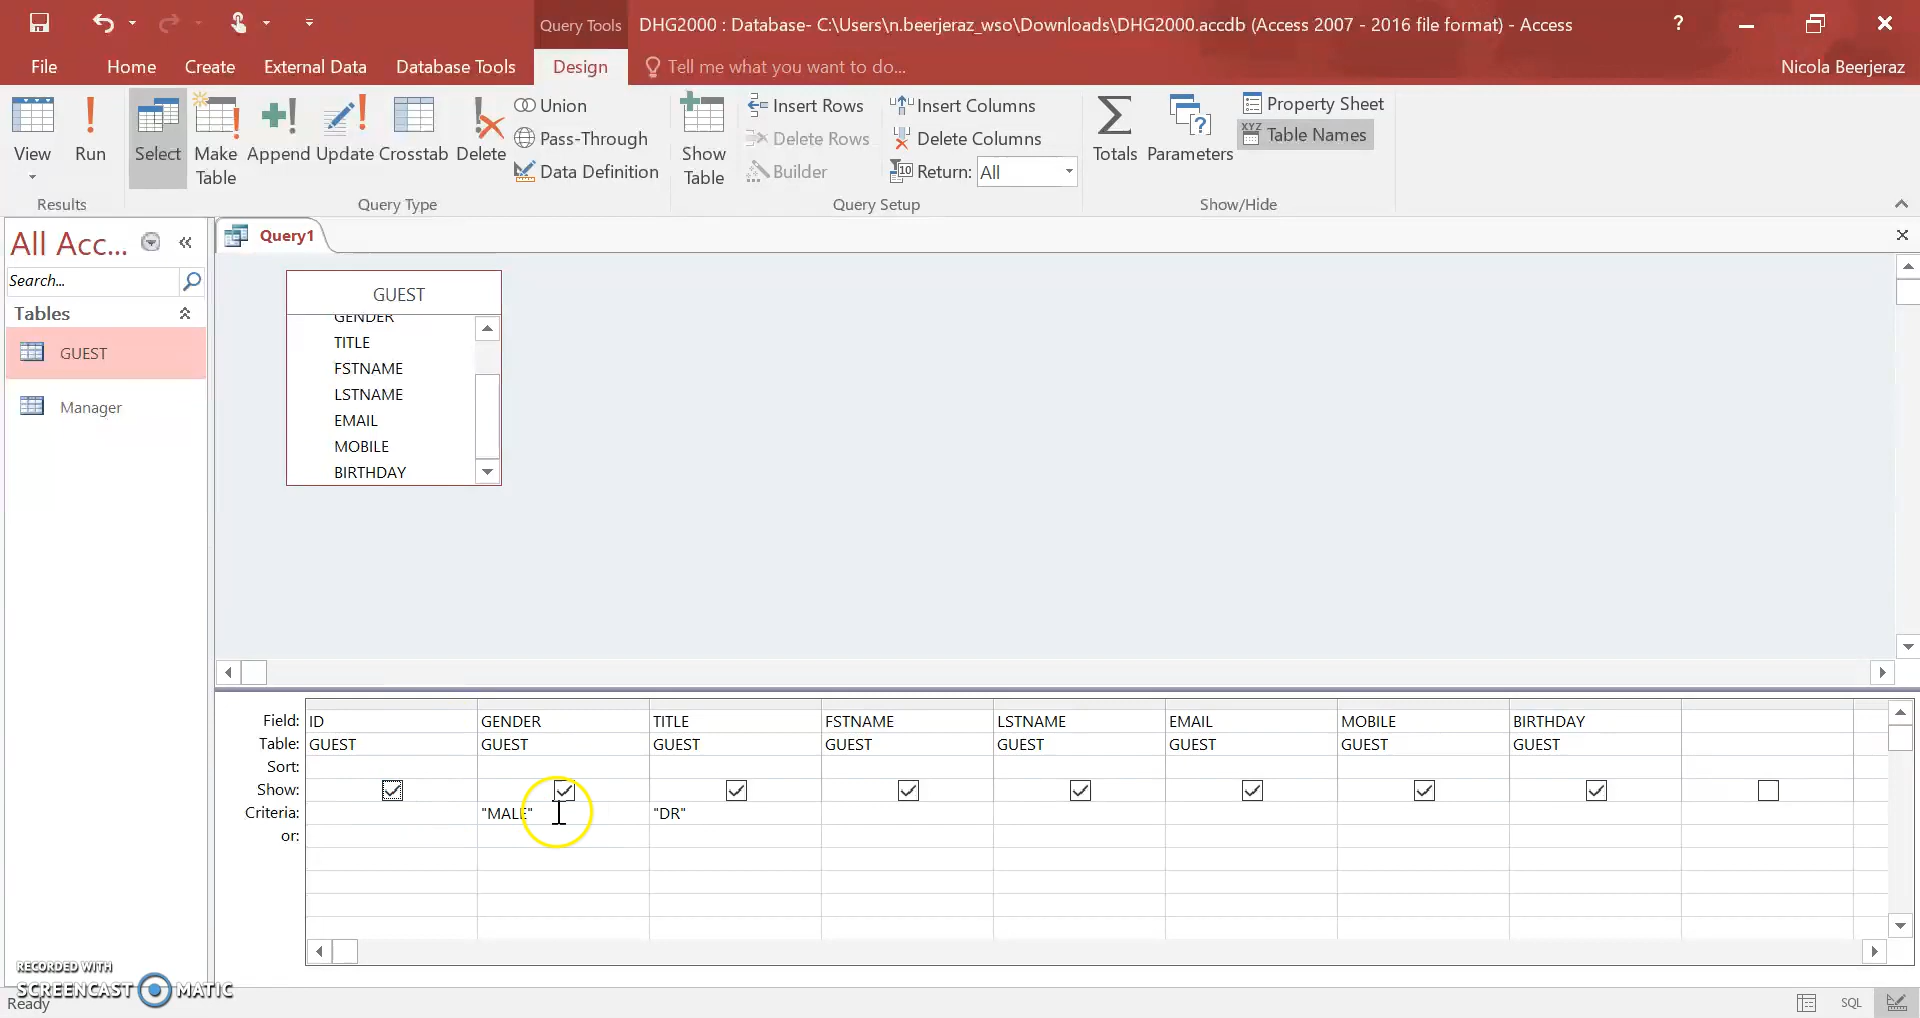 Query Tools
DHG2000 : Database- C:\Users\n.beerjeraz_wso\Downloads\DHG2000.accdb (Access 2007 - 2016 file format) - Access
?
File
Home
Create
External Data
Database Tools
Design
Tell me what you want to do...
Nicola Beerjeraz
View
Run
Select
Make
Table
Append
Update
Crosstab
Delete
Union
Pass-Through
Data Definition
Show
Table
Insert Rows
Delete Rows
Builder
Insert Columns
Delete Columns
Return: All
Totals
Parameters
Property Sheet
Table Names
Results
Query Type
Query Setup
Show/Hide
All Acc...
Search...
Tables
GUEST
Manager
Query1
GUEST
GENDER
TITLE
FSTNAME
LSTNAME
EMAIL
MOBILE
BIRTHDAY
Field: ID GENDER TITLE FSTNAME LSTNAME EMAIL MOBILE BIRTHDAY
Table: GUEST GUEST GUEST GUEST GUEST GUEST GUEST GUEST
Sort:
Show:
Criteria: "MALE" "DR"
or:
RECORDED WITH
SCREENCAST MATIC
Ready
SQL